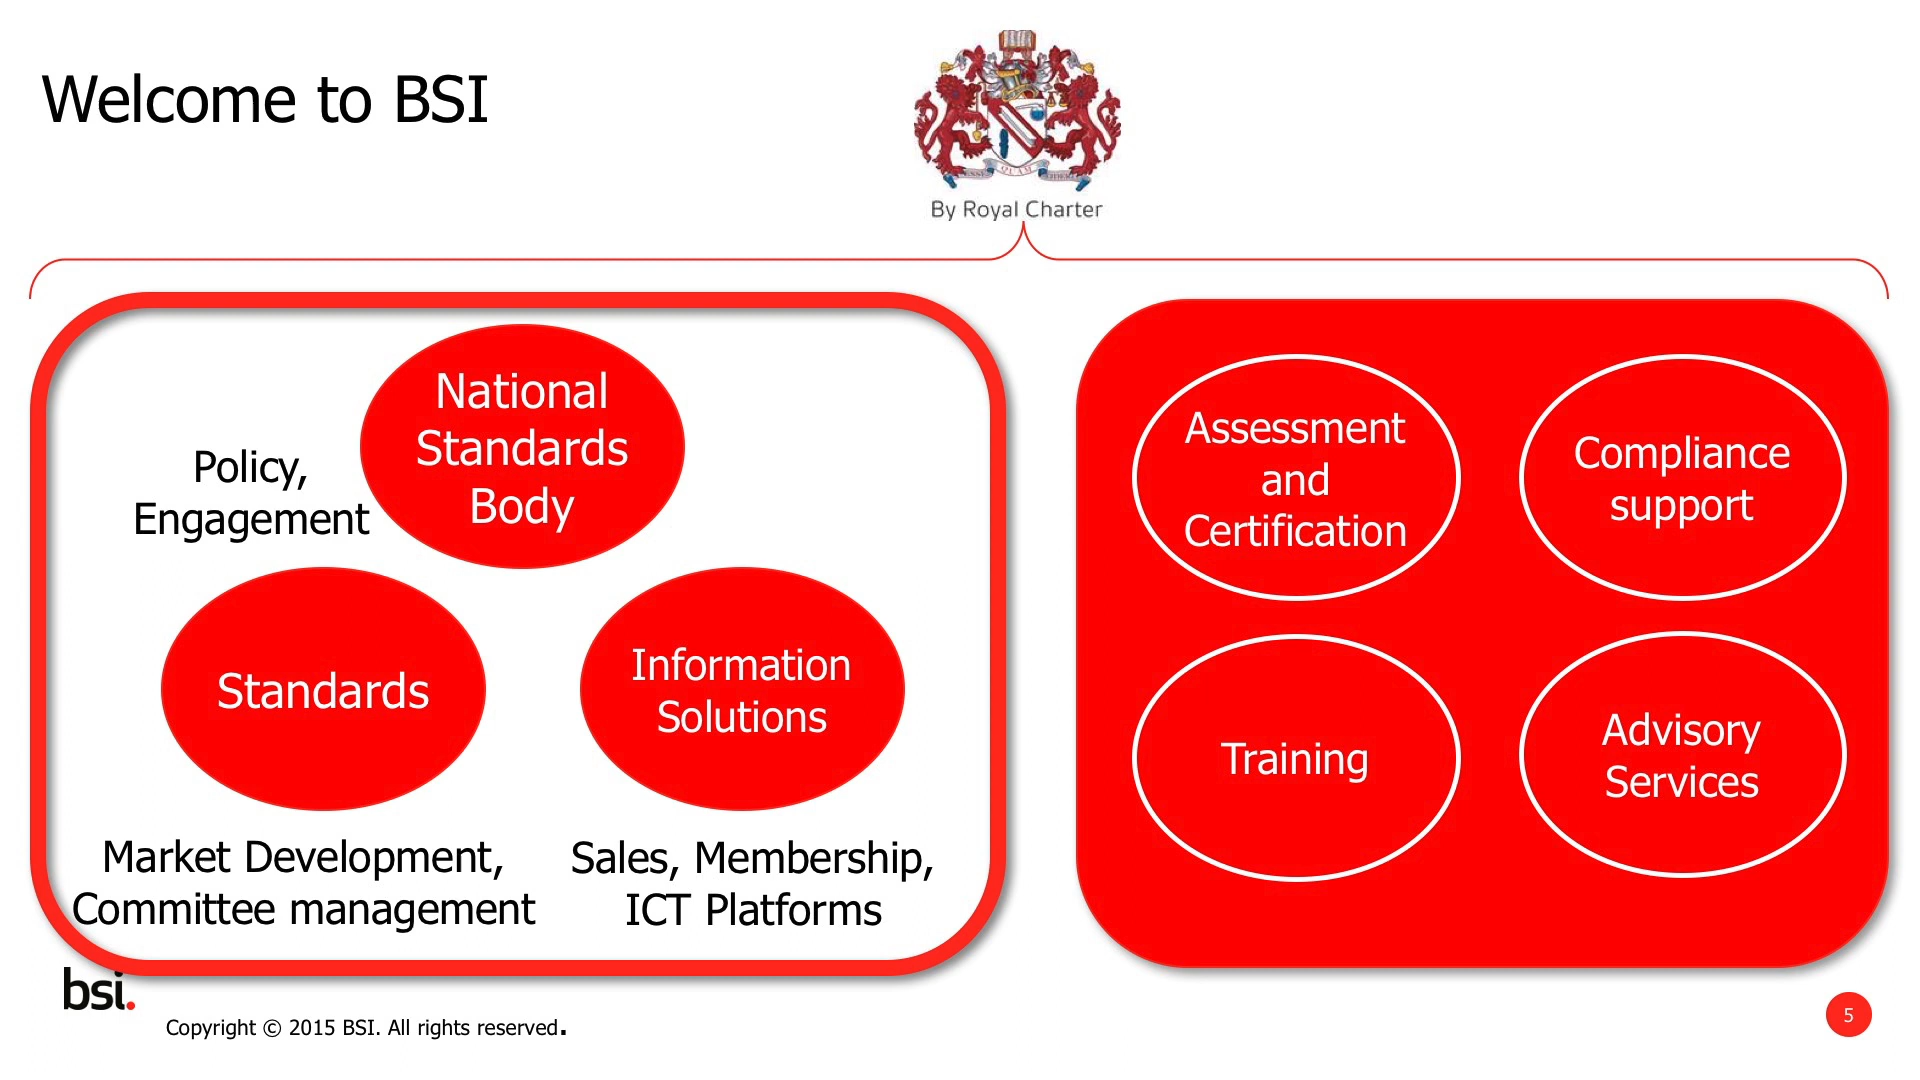 Welcome to BSI
QUAM
By Royal Charter
National
Standards
Body
Policy,
Engagement
Standards
Information
Solutions
Market Development,
Committee management
Sales, Membership,
ICT Platforms
Assessment
and
Certification
Compliance
support
Training
Advisory
Services
bsi.
Copyright © 2015 BSI. All rights reserved.
5